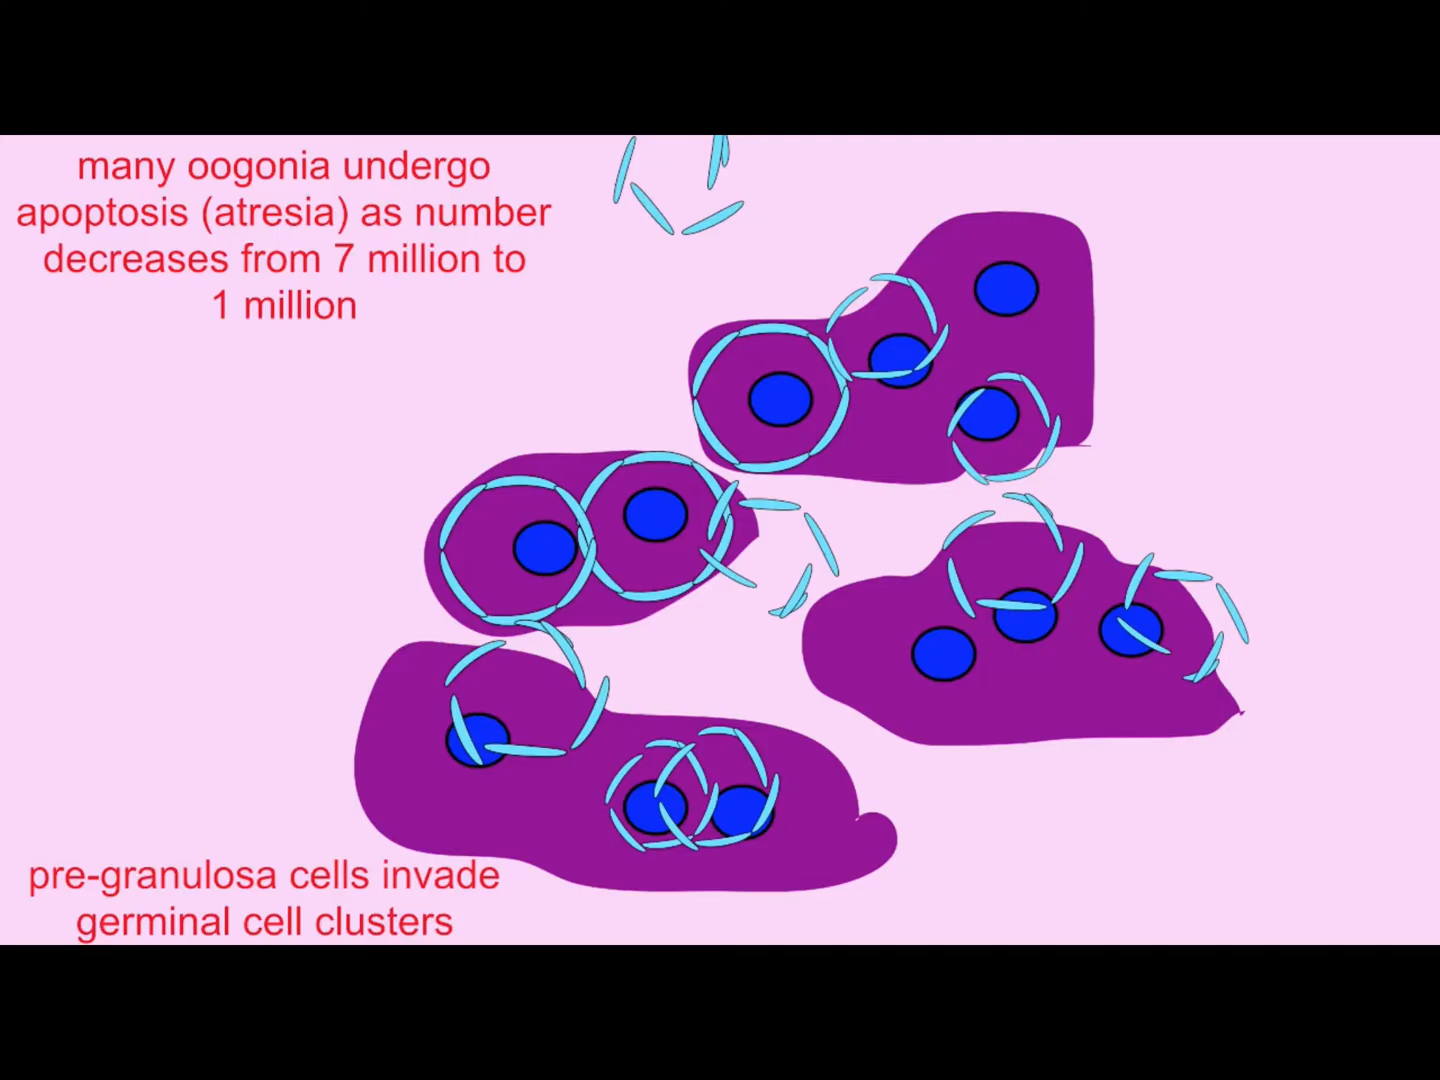 many oogonia undergo
apoptosis (atresia) as number
decreases from 7 million to
1 million
pre-granulosa cells invade
germinal cell clusters